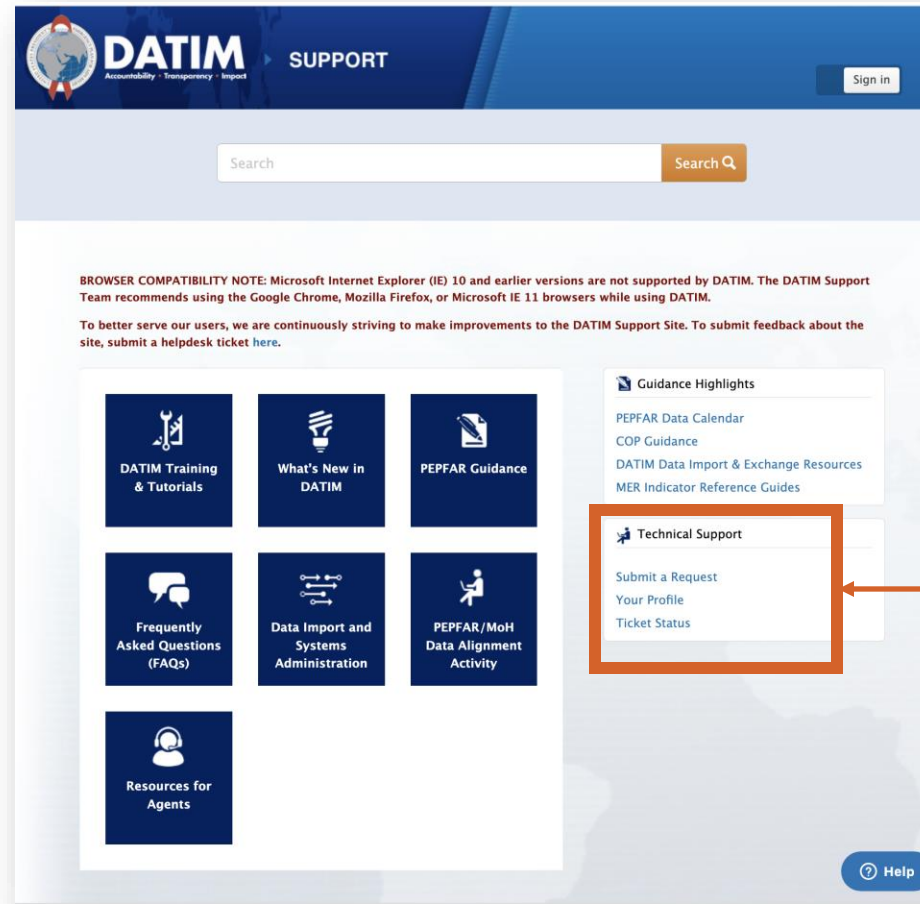 DATIM
Accountability · Transparency · Impact
SUPPORT
Sign in
Search
Search
BROWSER COMPATIBILITY NOTE: Microsoft Internet Explorer (IE) 10 and earlier versions are not supported by DATIM. The DATIM Support
Team recommends using the Google Chrome, Mozilla Firefox, or Microsoft IE 11 browsers while using DATIM.
To better serve our users, we are continuously striving to make improvements to the DATIM Support Site. To submit feedback about the
site, submit a helpdesk ticket here.
DATIM Training
& Tutorials
What's New in
DATIM
PEPFAR Guidance
Frequently
Asked Questions
(FAQs)
Data Import and
Systems
Administration
PEPFAR/MoH
Data Alignment
Activity
Resources for
Agents
Guidance Highlights
PEPFAR Data Calendar
COP Guidance
DATIM Data Import & Exchange Resources
MER Indicator Reference Guides
Technical Support
Submit a Request
Your Profile
Ticket Status
Help